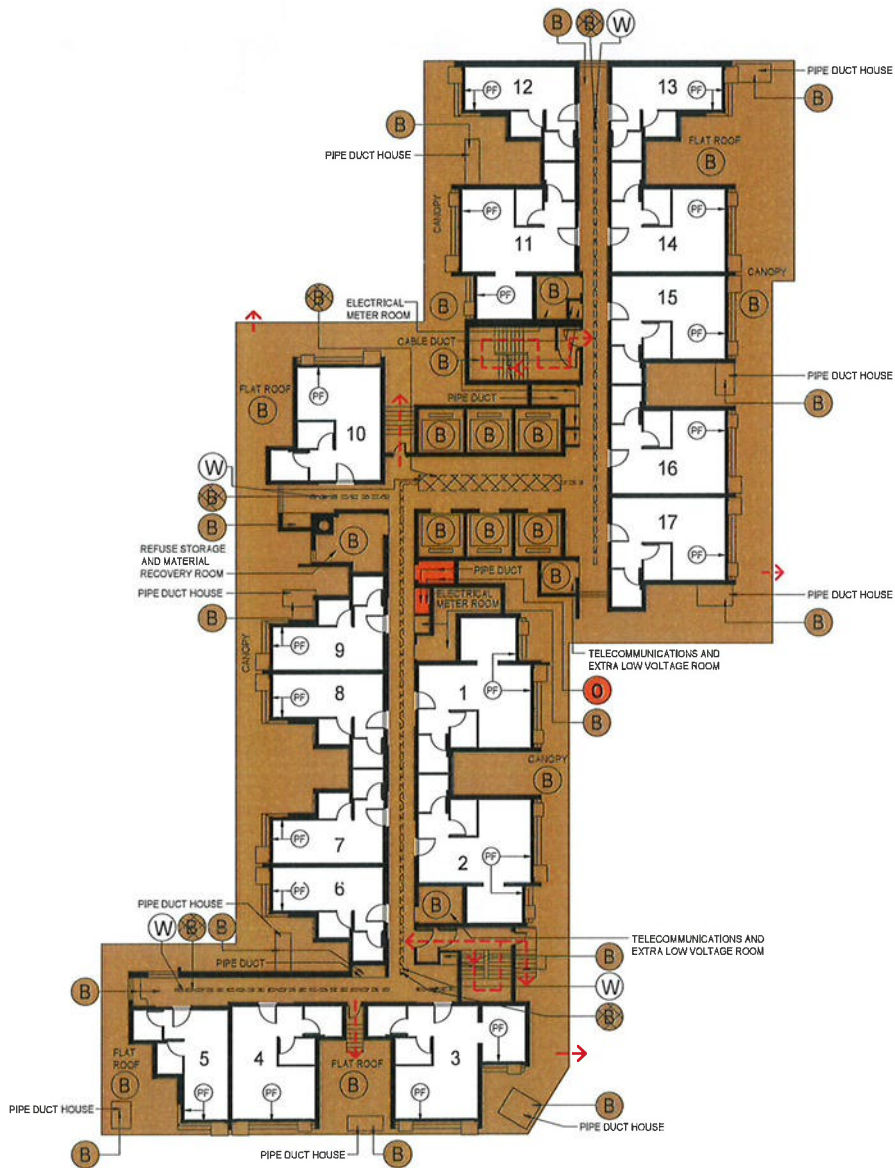 B B W
12 13
PF PF
PIPE DUCT HOUSE
B
B
PIPE DUCT HOUSE
FLAT ROOF
B
CANOPY
PF PF
11 14
PF
B B
CANOPY
B
15
PF
B
ELECTRICAL
METER ROOM
CABLE DUCT
B
PIPE DUCT
PIPE DUCT HOUSE
B
FLAT ROOF
B
PF
10
B B B
PF
16
W
B
B
17
PF
B B B
B
REFUSE STORAGE
AND MATERIAL
RECOVERY ROOM
PIPE DUCT
B
PIPE DUCT HOUSE
B
ELECTRICAL
METER ROOM
PIPE DUCT HOUSE
B
CANOPY
PF
9
TELECOMMUNICATIONS AND
EXTRA LOW VOLTAGE ROOM
8
PF
1
PF
O
B
CANOPY
B
7
PF
2
PF
6
PF
PIPE DUCT HOUSE
W B B
B
TELECOMMUNICATIONS AND
EXTRA LOW VOLTAGE ROOM
B
PIPE DUCT
B
W
B
5 4 3
PF
FLAT
ROOF
B
FLAT ROOF
B
PF PF PF
PIPE DUCT HOUSE
B
B
PIPE DUCT HOUSE
PIPE DUCT HOUSE
B